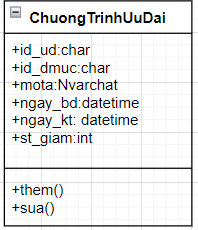 ChuongTrinhUuDai
+id_ud:char
+id_dmuc:char
+mota:Nvarchat
+ngay_bd:datetime
+ngay_kt: datetime
+st_giam:int
+them()
+sua()